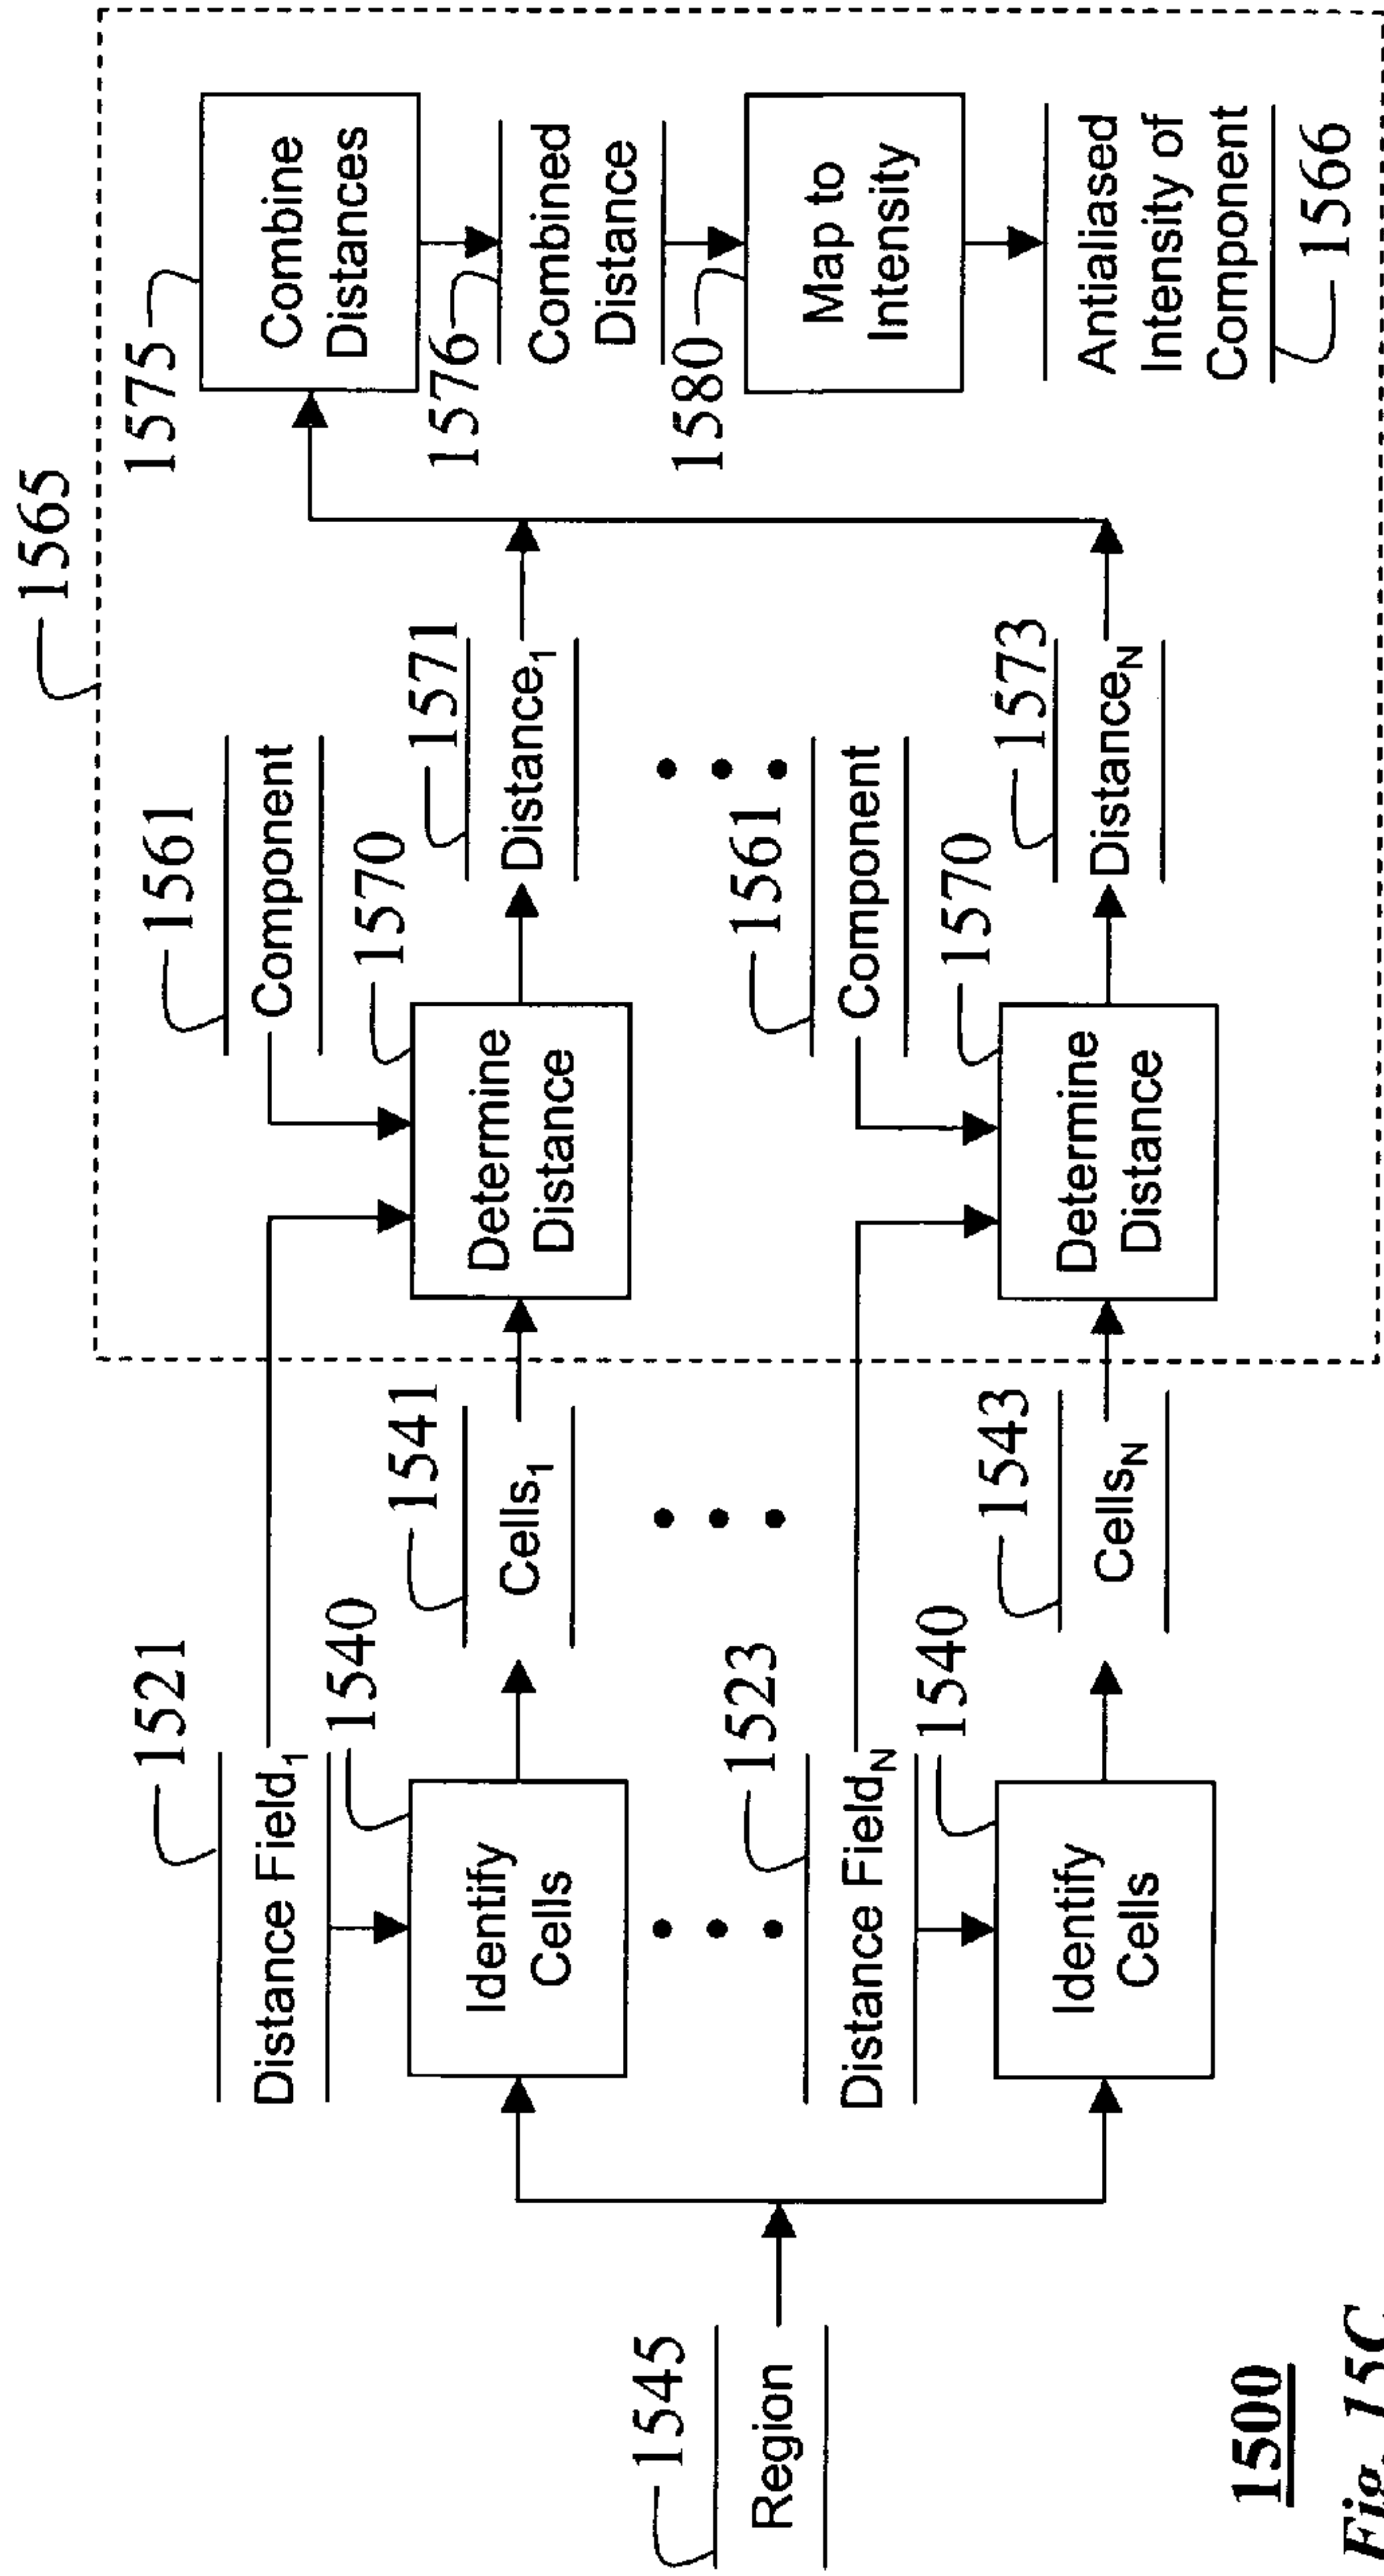 1565
1521
Distance Field1
1561
Component
1575
Combine
Distances
1540
Identify
Cells
1541
Cells1
1570
Determine
Distance
1571
Distance1
1576
Combined
Distance
1545
Region
1523
Distance FieldN
1561
Component
1580
Map to
Intensity
1540
Identify
Cells
1543
CellsN
1570
Determine
Distance
1573
DistanceN
Antialiased
Intensity of
Component
1566
1500
Fig. 15C